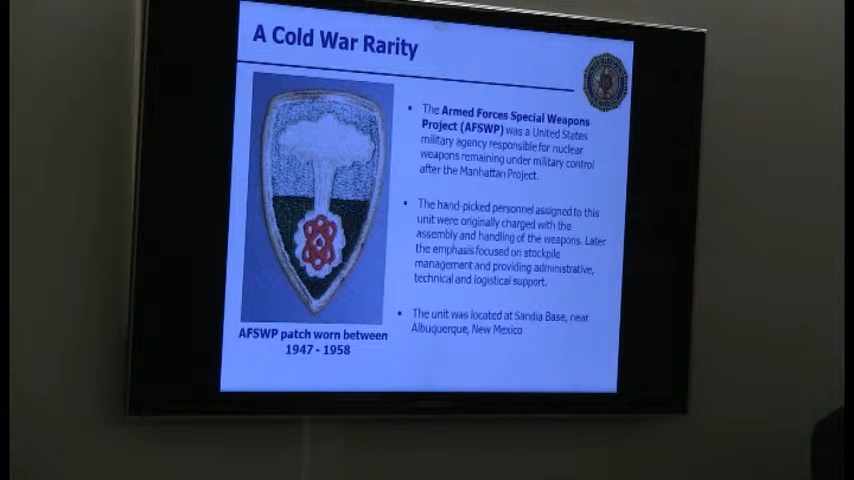 A Cold War Rarity
• The Armed Forces Special Weapons
Project (AFSWP) was a United States
military agency responsible for nuclear
weapons remaining under military control
after the Manhattan Project.
• The hand-picked personnel assigned to this
unit were originally charged with the
assembly and handling of the weapons. Later
the emphasis focused on stockpile
management and providing administrative,
technical and logistical support.
• The unit was located at Sandia Base, near
Albuquerque, New Mexico
AFSWP patch worn between
1947 - 1958